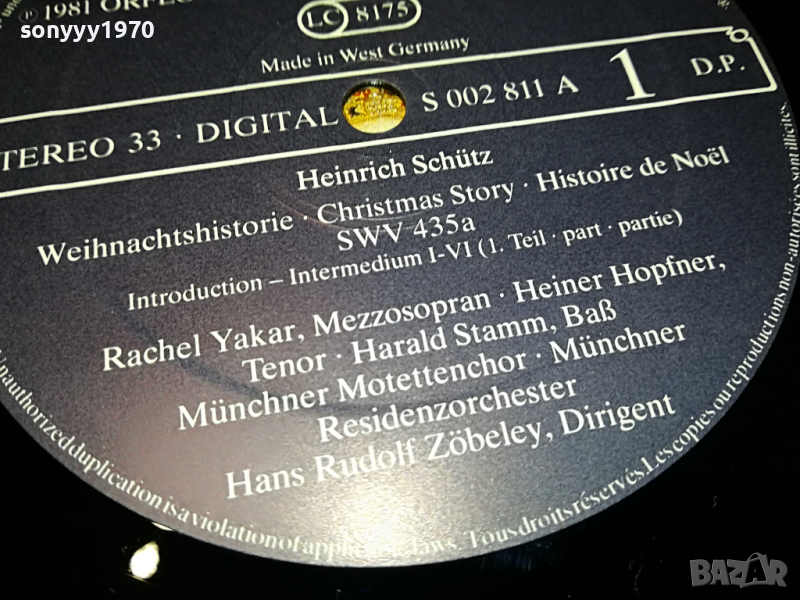 sonyyy1970
℗ 1981 ORFEO
LC 8175
Made in West Germany
STEREO 33 · DIGITAL
S 002 811 A
1
D.P.
Heinrich Schütz
Weihnachtshistorie · Christmas Story · Histoire de Noël
SWV 435a
Introduction – Intermedium I-VI (1. Teil · part · partie)
Rachel Yakar, Mezzosopran · Heiner Hopfner,
Tenor · Harald Stamm, Baß
Münchner Motettenchor · Münchner
Residenzorchester
Hans Rudolf Zöbeley, Dirigent
Unauthorized duplication is a violation of applicable laws. Tous droits réservés. Les copies ou reproductions non-autorisées sont illicites.
BAZAR